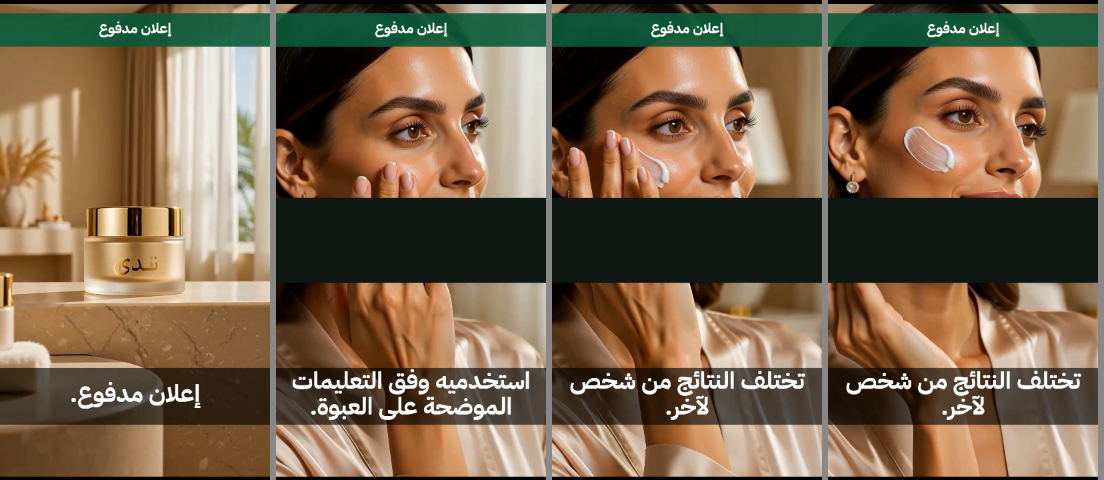 إعلان مدفوع
إعلان مدفوع.
إعلان مدفوع
استخدميه وفق التعليمات
الموضحة على العبوة.
إعلان مدفوع
تختلف النتائج من شخص
لآخر.
إعلان مدفوع
تختلف النتائج من شخص
لآخر.